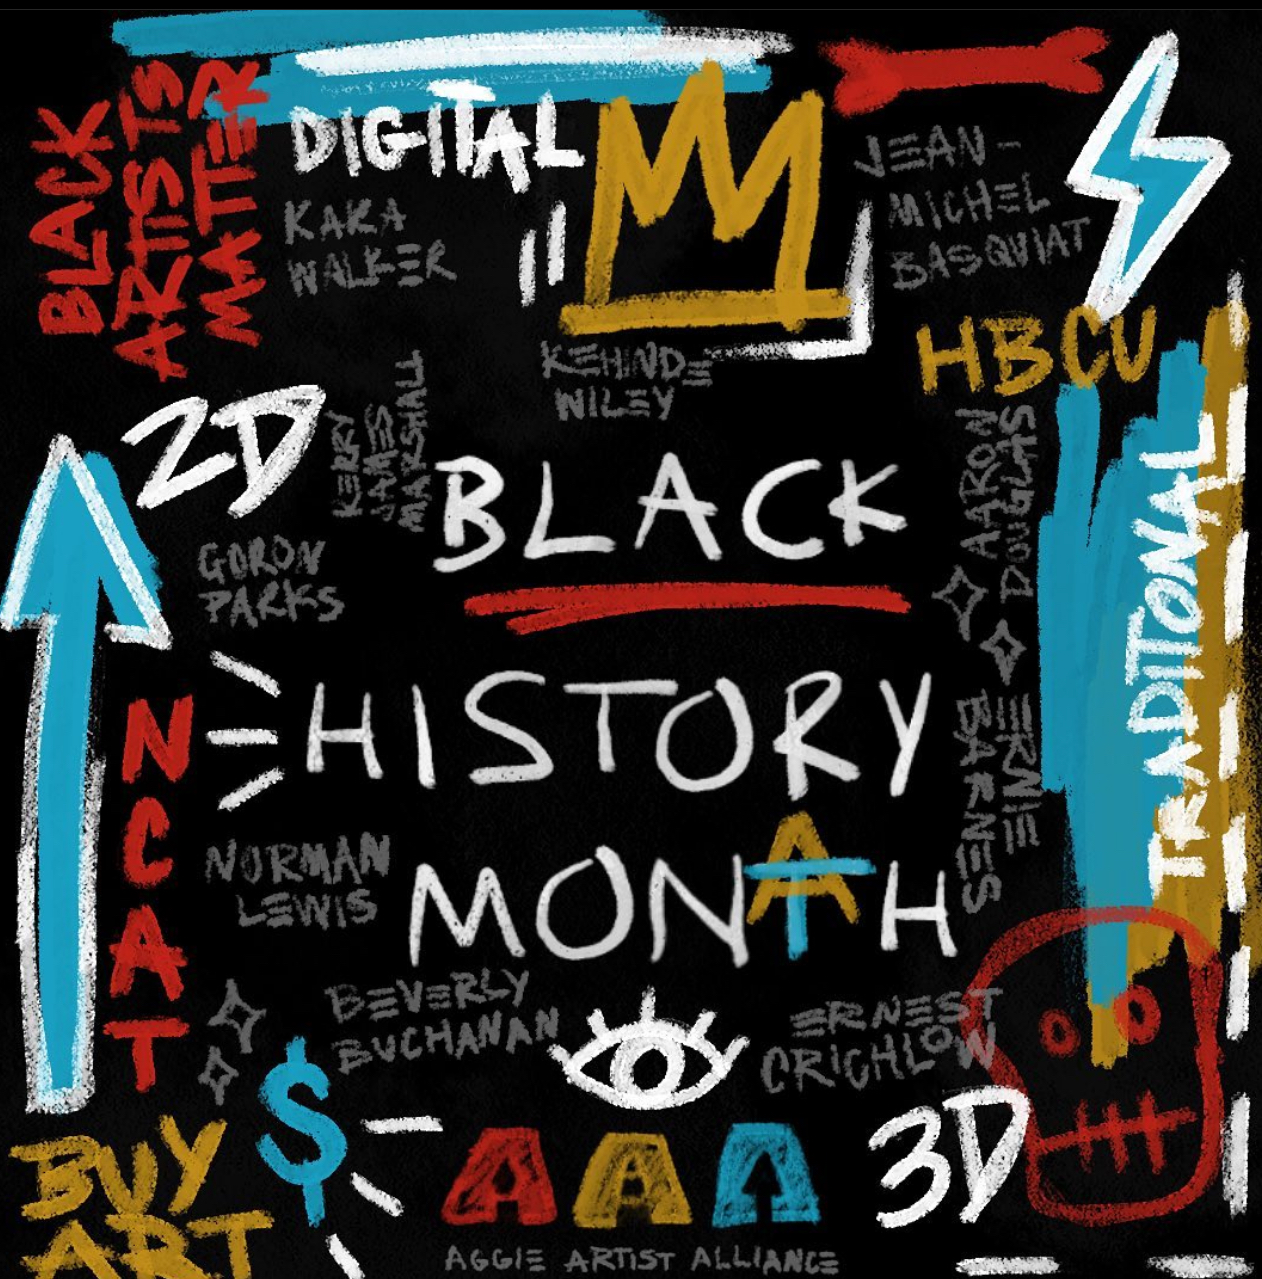 BLACK
ARTISTS
MATTER
DIGITAL
KARA
WALKER
JEAN-
MICHEL
BASQUIAT
HBCU
KEHINDE
WILEY
2D
KERRY
JAMES
MARSHALL
AARON
DOUGLAS
BLACK
GORON
PARKS
TRADITONAL
HISTORY
NCAT
ERNIE
BARNES
NORMAN
LEWIS
MONTH
A
BEVERLY
BUCHANAN
ERNEST
CRICHLOW
$
3D
BUY
ART
AAA
AGGIE ARTIST ALLIANCE